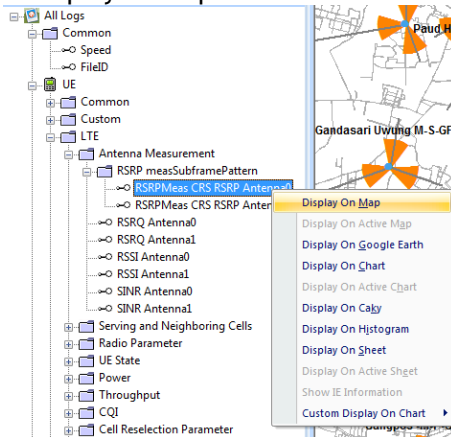 All Logs
Common
Speed
FileID
UE
Common
Custom
LTE
Antenna Measurement
RSRP measSubframePattern
RSRPMeas CRS RSRP Antenna0
RSRPMeas CRS RSRP Anten
RSRQ Antenna0
RSRQ Antenna1
RSSI Antenna0
RSSI Antenna1
SINR Antenna0
SINR Antenna1
Serving and Neighboring Cells
Radio Parameter
UE State
Power
Throughput
CQI
Cell Reselection Parameter
Paud H
Gandasari Uwung M-S-GF
Display On Map
Display On Active Map
Display On Google Earth
Display On Chart
Display On Active Chart
Display On Caky
Display On Histogram
Display On Sheet
Display On Active Sheet
Show IE Information
Custom Display On Chart